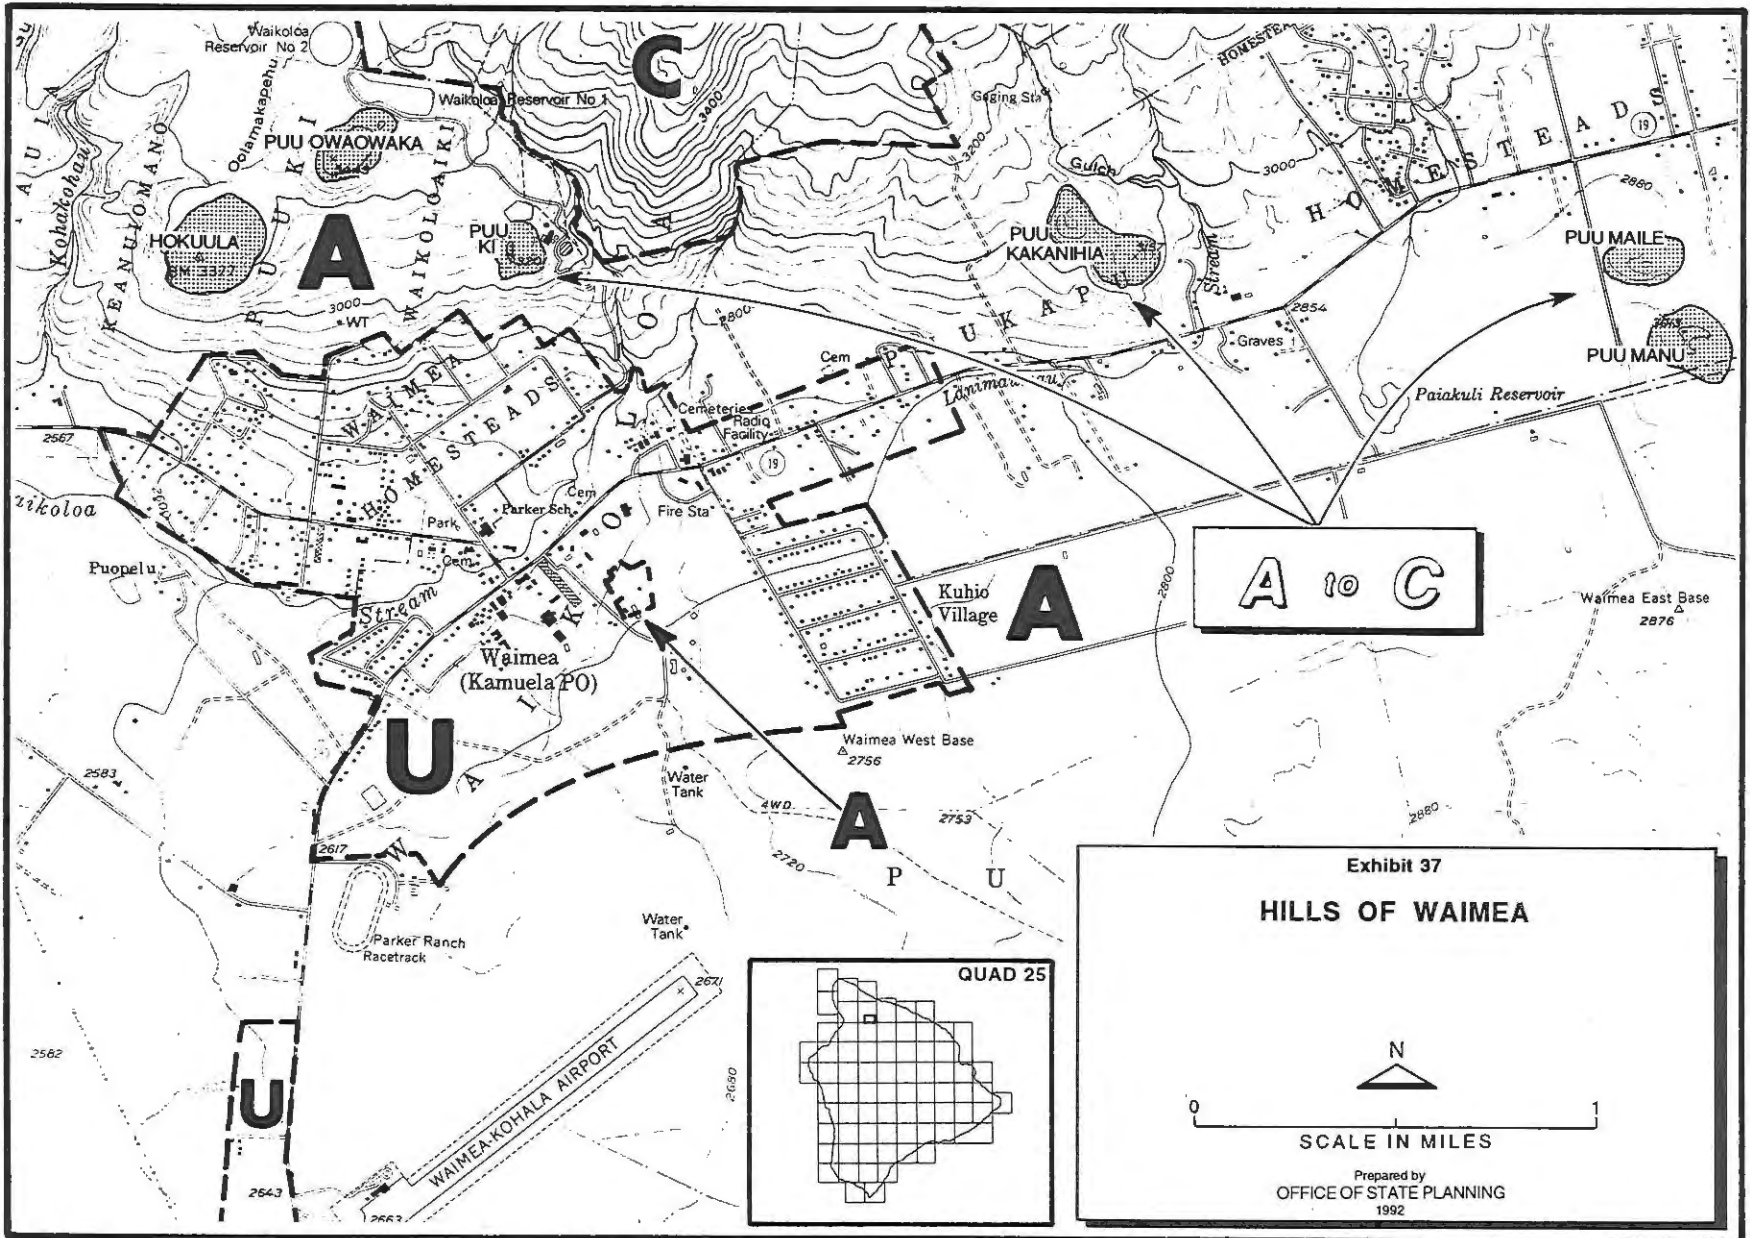 Waikoloa
Reservoir No 2
C
HOMESTEADS
Waikoloa Reservoir No 1
3400
Gaging Sta
19
Oolamakapehu
PUU OWAOWAKA
3200
Gulch
3000
2880
Kohakohau
KEANUIOMANO
PUUKI
WAIKOLOAIKI
HOKUULA
BM 3327
A
PUU
KI
PUU
KAKANIHIA
Stream
PUU MAILE
3000
WT
2800
PUKAPU
2854
Graves
PUU MANU
Cem
Lanimaumau
Paiakuli Reservoir
WAIMEA
HOMESTEADS
Cemeteries
Radio
Facility
19
2567
2600
Cem
Parker Sch
Park
Fire Sta
Cem
Puopelu
Stream
WAIKOLOA
Kuhio
Village
A
A to C
2800
Waimea East Base
2876
Waimea
(Kamuela PO)
U
Waimea West Base
2756
2583
Water
Tank
4WD
A
2753
2880
2617
2720
P U
Parker Ranch
Racetrack
Water
Tank
2671
2582
U
WAIMEA-KOHALA AIRPORT
2680
2643
2663
QUAD 25
Exhibit 37
HILLS OF WAIMEA
N
0 1
SCALE IN MILES
Prepared by
OFFICE OF STATE PLANNING
1992